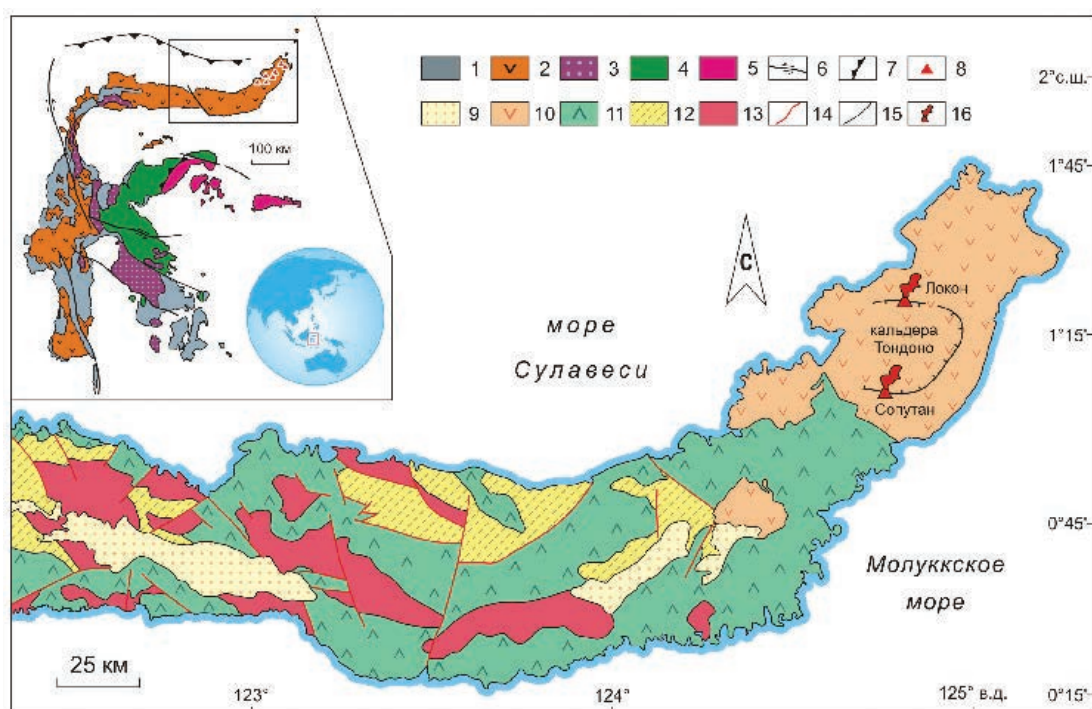 1 2 3 4 5 6 7 8
9 10 11 12 13 14 15 16
100 км
С
2°с.ш.
1°45'
1°15'
0°45'
0°15'
море
Сулавеси
Локон
кальдера
Тондоно
Сопутан
Молуккское
море
25 км
123°
124°
125° в.д.